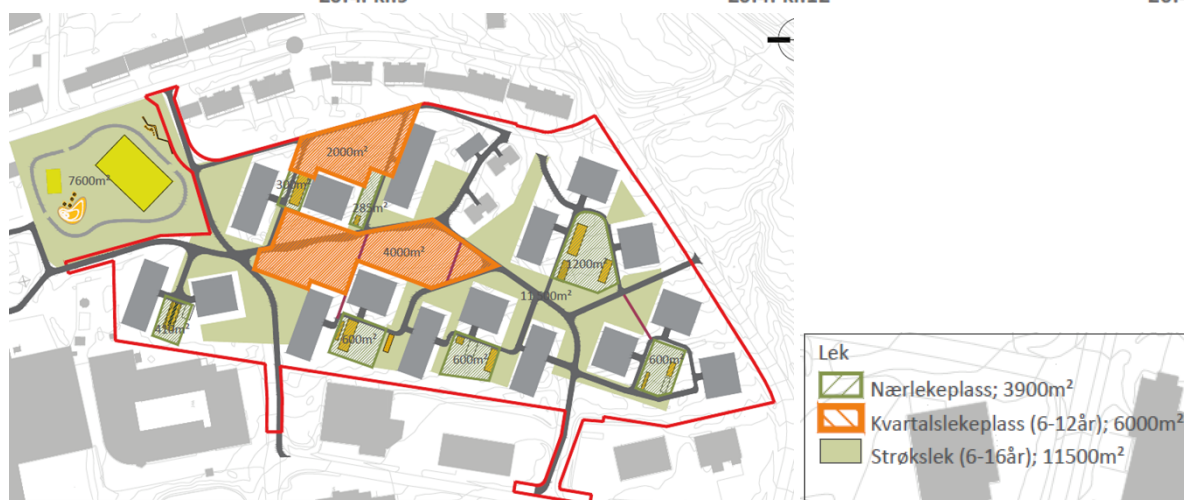 2000m²
7600m²
300m²
285m²
4000m²
1200m²
410m²
600m²
600m²
600m²
Lek
Nærlekeplass; 3900m²
Kvartalslekeplass (6-12år); 6000m²
Strøkslek (6-16år); 11500m²